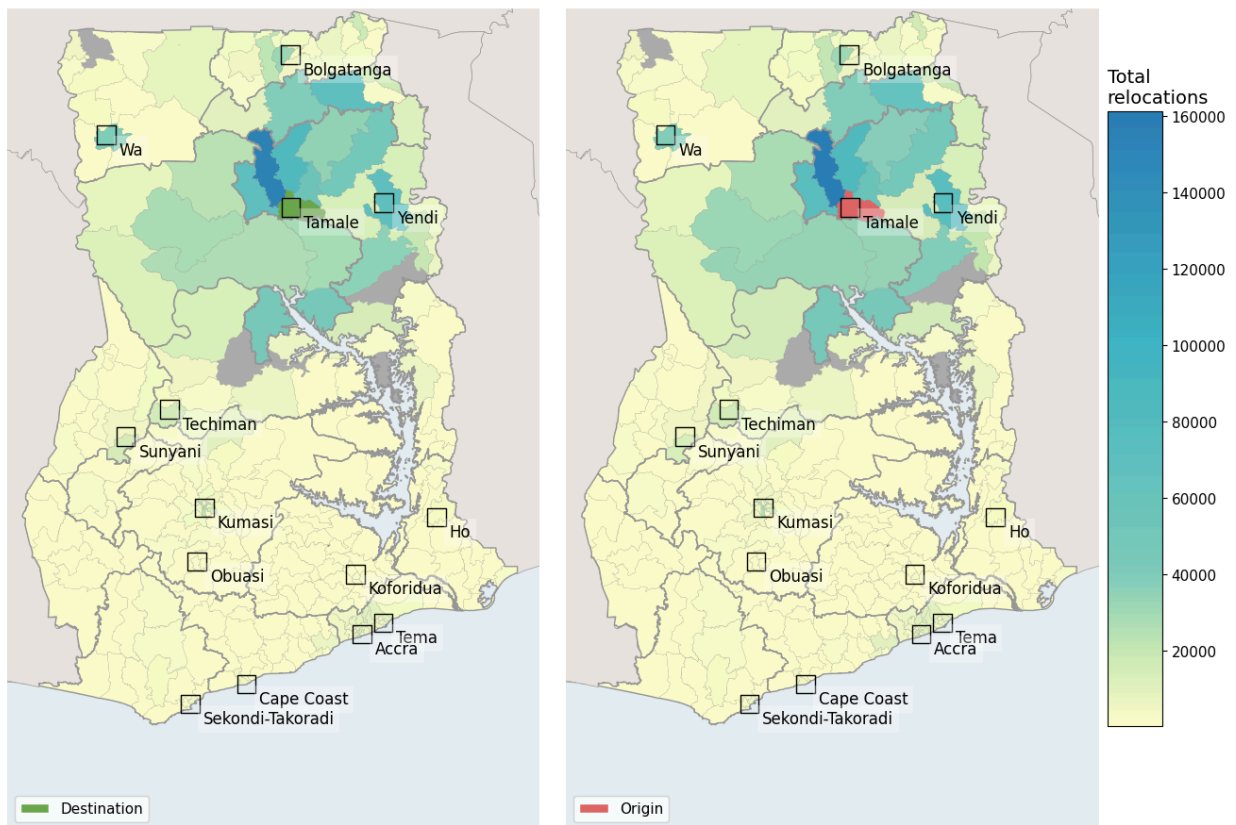 Bolgatanga
Wa
Tamale
Yendi
Techiman
Sunyani
Kumasi
Ho
Obuasi
Koforidua
Tema
Accra
Cape Coast
Sekondi-Takoradi
Destination
Bolgatanga
Wa
Tamale
Yendi
Techiman
Sunyani
Kumasi
Ho
Obuasi
Koforidua
Tema
Accra
Cape Coast
Sekondi-Takoradi
Origin
Total
relocations
160000
140000
120000
100000
80000
60000
40000
20000